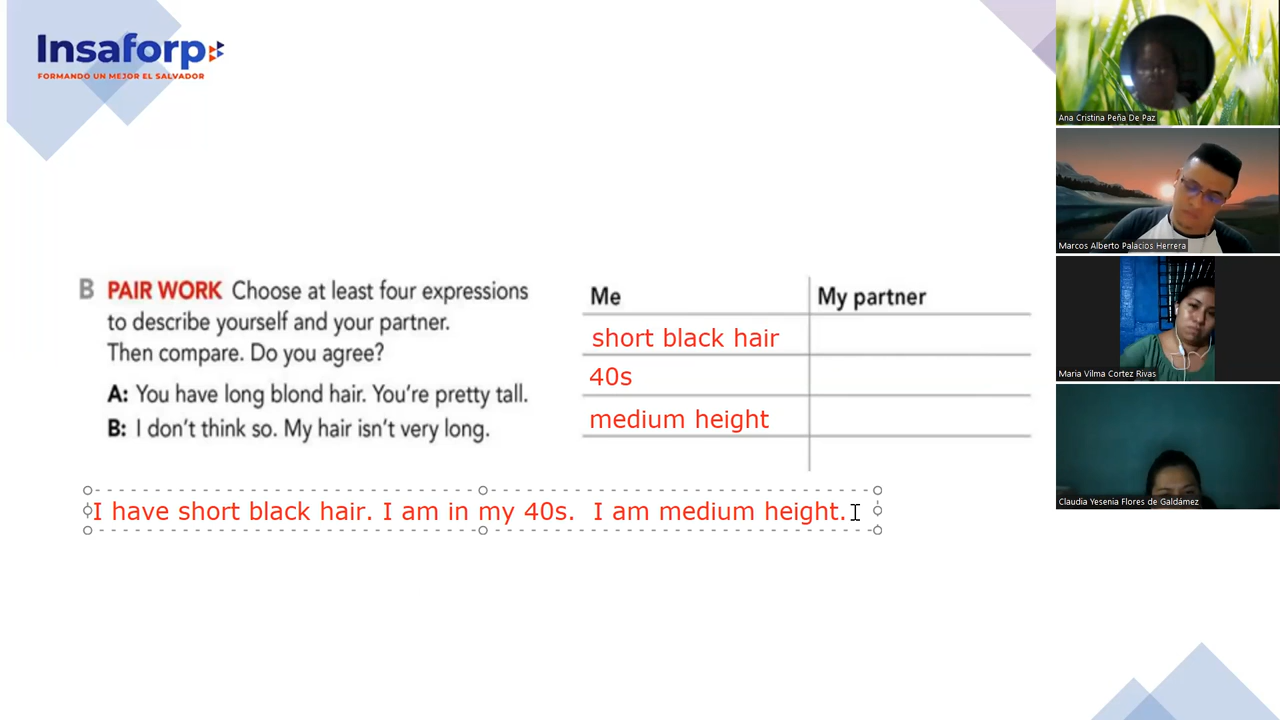 Insaforp
FORMANDO UN MEJOR EL SALVADOR
B PAIR WORK Choose at least four expressions
to describe yourself and your partner.
Then compare. Do you agree?
A: You have long blond hair. You're pretty tall.
B: I don't think so. My hair isn't very long.
Me My partner
short black hair
40s
medium height
I have short black hair. I am in my 40s. I am medium height.
Ana Cristina Peña De Paz
Marcos Alberto Palacios Herrera
Maria Vilma Cortez Rivas
Claudia Yesenia Flores de Galdámez